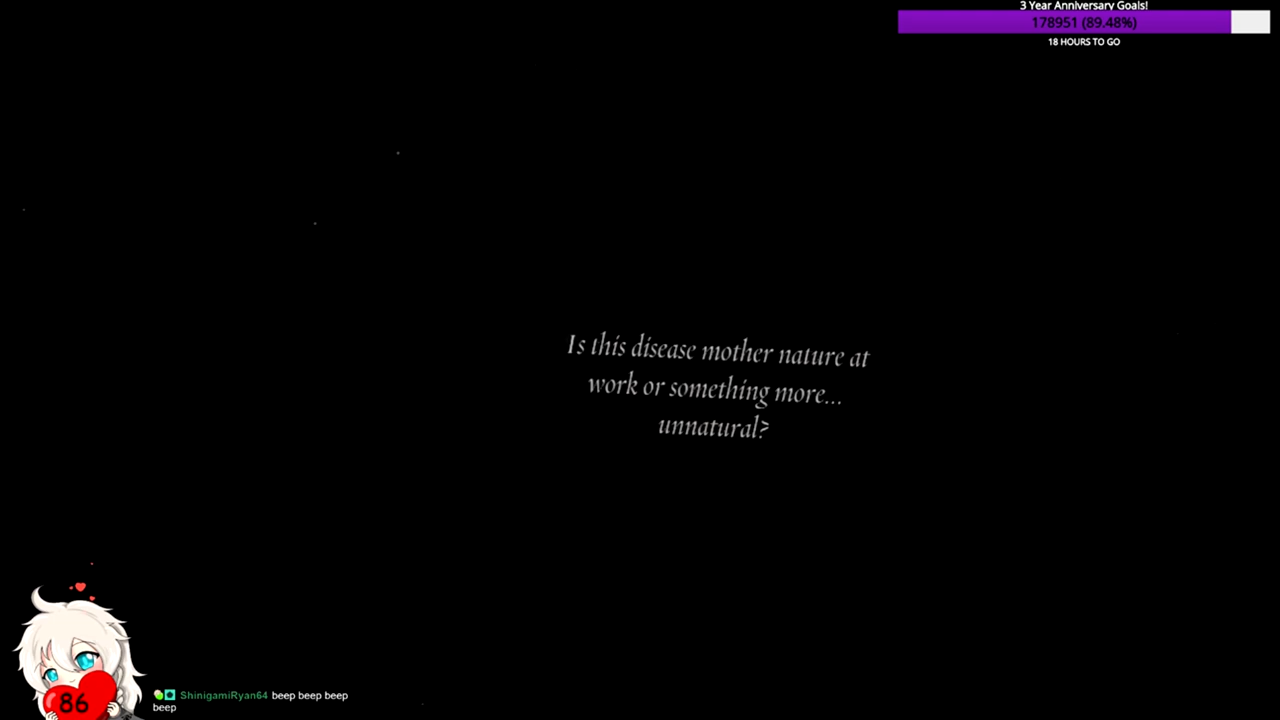 3 Year Anniversary Goals!
178951 (89.48%)
18 HOURS TO GO
Is this disease mother nature at
work or something more...
unnatural?
86
ShinigamiRyan64 beep beep beep
beep